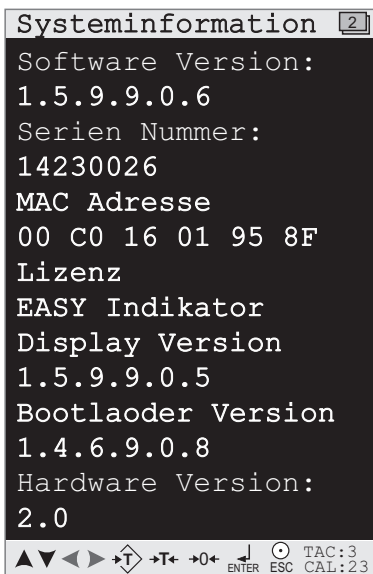 Systeminformation 2
Software Version:
1.5.9.9.0.6
Serien Nummer:
14230026
MAC Adresse
00 C0 16 01 95 8F
Lizenz
EASY Indikator
Display Version
1.5.9.9.0.5
Bootlaoder Version
1.4.6.9.0.8
Hardware Version:
2.0
T T 0 ENTER ESC TAC:3
CAL:23